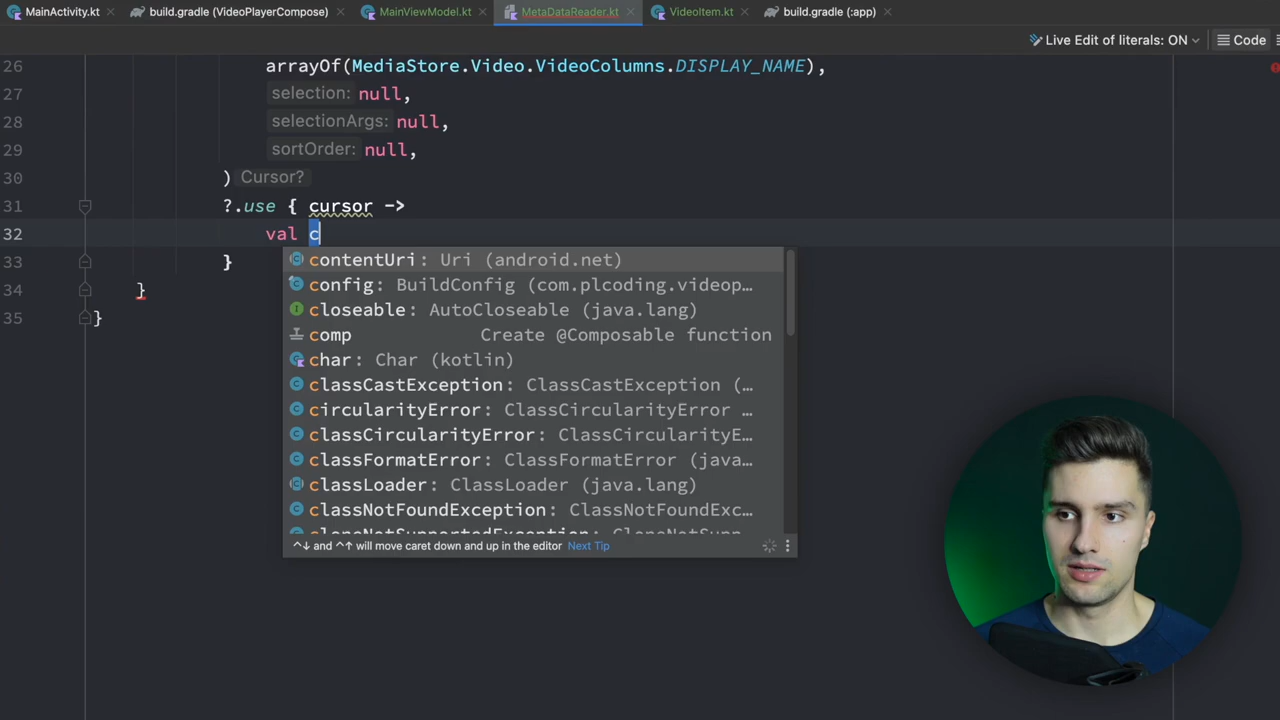 MainActivity.kt build.gradle (VideoPlayerCompose) MainViewModel.kt MetaDataReader.kt VideoItem.kt build.gradle (:app)
Live Edit of literals: ON Code
26 arrayOf(MediaStore.Video.VideoColumns.DISPLAY_NAME),
27 selection: null,
28 selectionArgs: null,
29 sortOrder: null,
30 ) Cursor?
31 ?.use { cursor ->
32 val c
33 }
34 }
35 }
contentUri: Uri (android.net)
config: BuildConfig (com.plcoding.videop…
closeable: AutoCloseable (java.lang)
comp Create @Composable function
char: Char (kotlin)
classCastException: ClassCastException (…
circularityError: ClassCircularityError …
classCircularityError: ClassCircularityE…
classFormatError: ClassFormatError (java…
classLoader: ClassLoader (java.lang)
classNotFoundException: ClassNotFoundExc…
^↓ and ^↑ will move caret down and up in the editor Next Tip